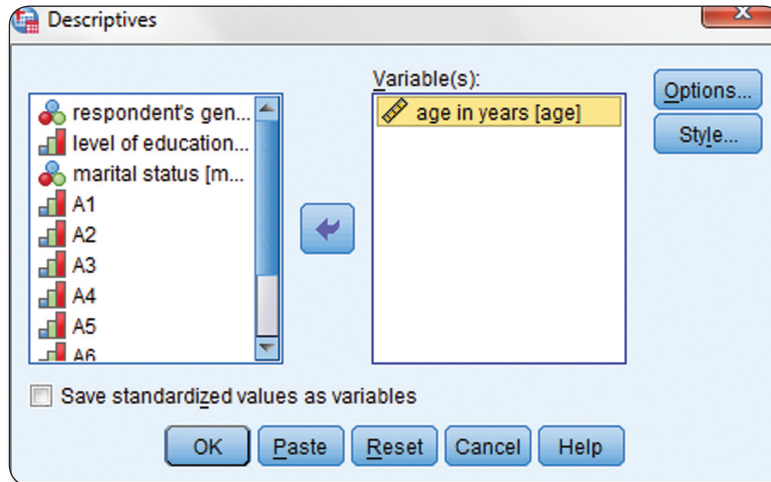 Descriptives
x
Variable(s):
respondent's gen...
level of education...
marital status [m...
A1
A2
A3
A4
A5
A6
age in years [age]
Options...
Style...
Save standardized values as variables
OK
Paste
Reset
Cancel
Help